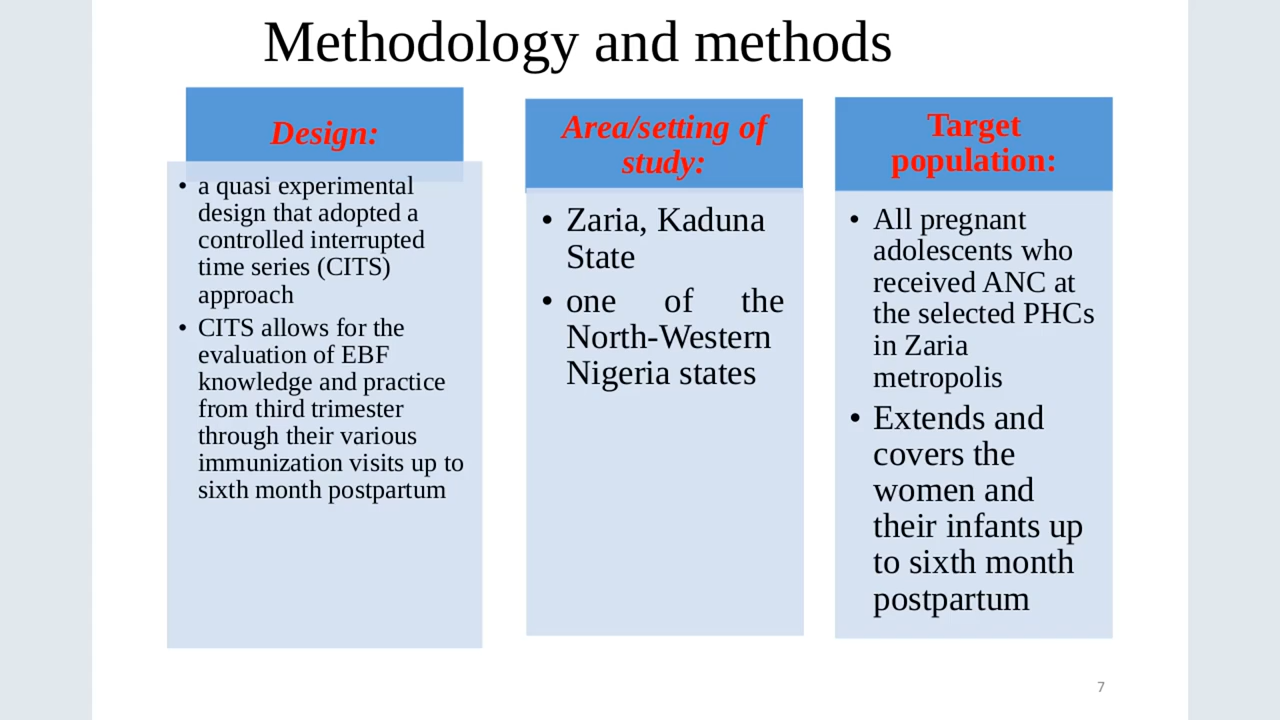 Methodology and methods
Design:
• a quasi experimental
design that adopted a
controlled interrupted
time series (CITS)
approach
• CITS allows for the
evaluation of EBF
knowledge and practice
from third trimester
through their various
immunization visits up to
sixth month postpartum
Area/setting of
study:
• Zaria, Kaduna
State
• one of the
North-Western
Nigeria states
Target
population:
• All pregnant
adolescents who
received ANC at
the selected PHCs
in Zaria
metropolis
• Extends and
covers the
women and
their infants up
to sixth month
postpartum
7